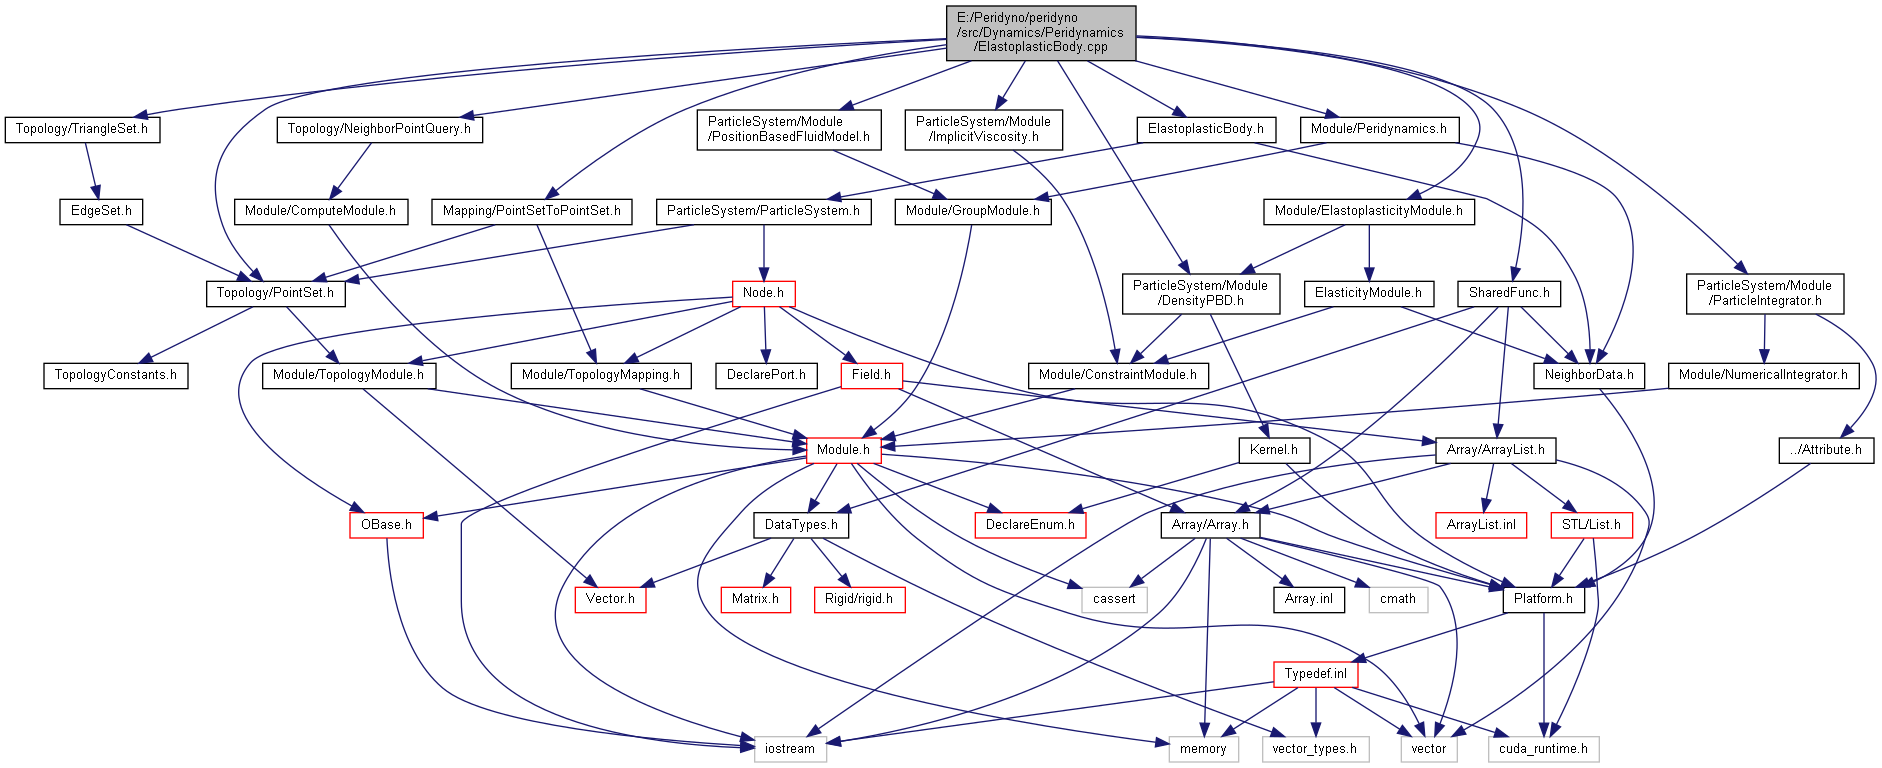 E:/Peridyno/peridyno
/src/Dynamics/Peridynamics
/ElastoplasticBody.cpp
Topology/TriangleSet.h
Topology/NeighborPointQuery.h
ParticleSystem/Module
/PositionBasedFluidModel.h
ParticleSystem/Module
/ImplicitViscosity.h
ElastoplasticBody.h
Module/Peridynamics.h
EdgeSet.h
Module/ComputeModule.h
Mapping/PointSetToPointSet.h
ParticleSystem/ParticleSystem.h
Module/GroupModule.h
Module/ElastoplasticityModule.h
Topology/PointSet.h
Node.h
ParticleSystem/Module
/DensityPBD.h
ElasticityModule.h
SharedFunc.h
ParticleSystem/Module
/ParticleIntegrator.h
TopologyConstants.h
Module/TopologyModule.h
Module/TopologyMapping.h
DeclarePort.h
Field.h
Module/ConstraintModule.h
NeighborData.h
Module/NumericalIntegrator.h
Module.h
Kernel.h
Array/ArrayList.h
../Attribute.h
OBase.h
DataTypes.h
DeclareEnum.h
Array/Array.h
ArrayList.inl
STL/List.h
Vector.h
Matrix.h
Rigid/rigid.h
cassert
Array.inl
cmath
Platform.h
Typedef.inl
iostream
memory
vector_types.h
vector
cuda_runtime.h